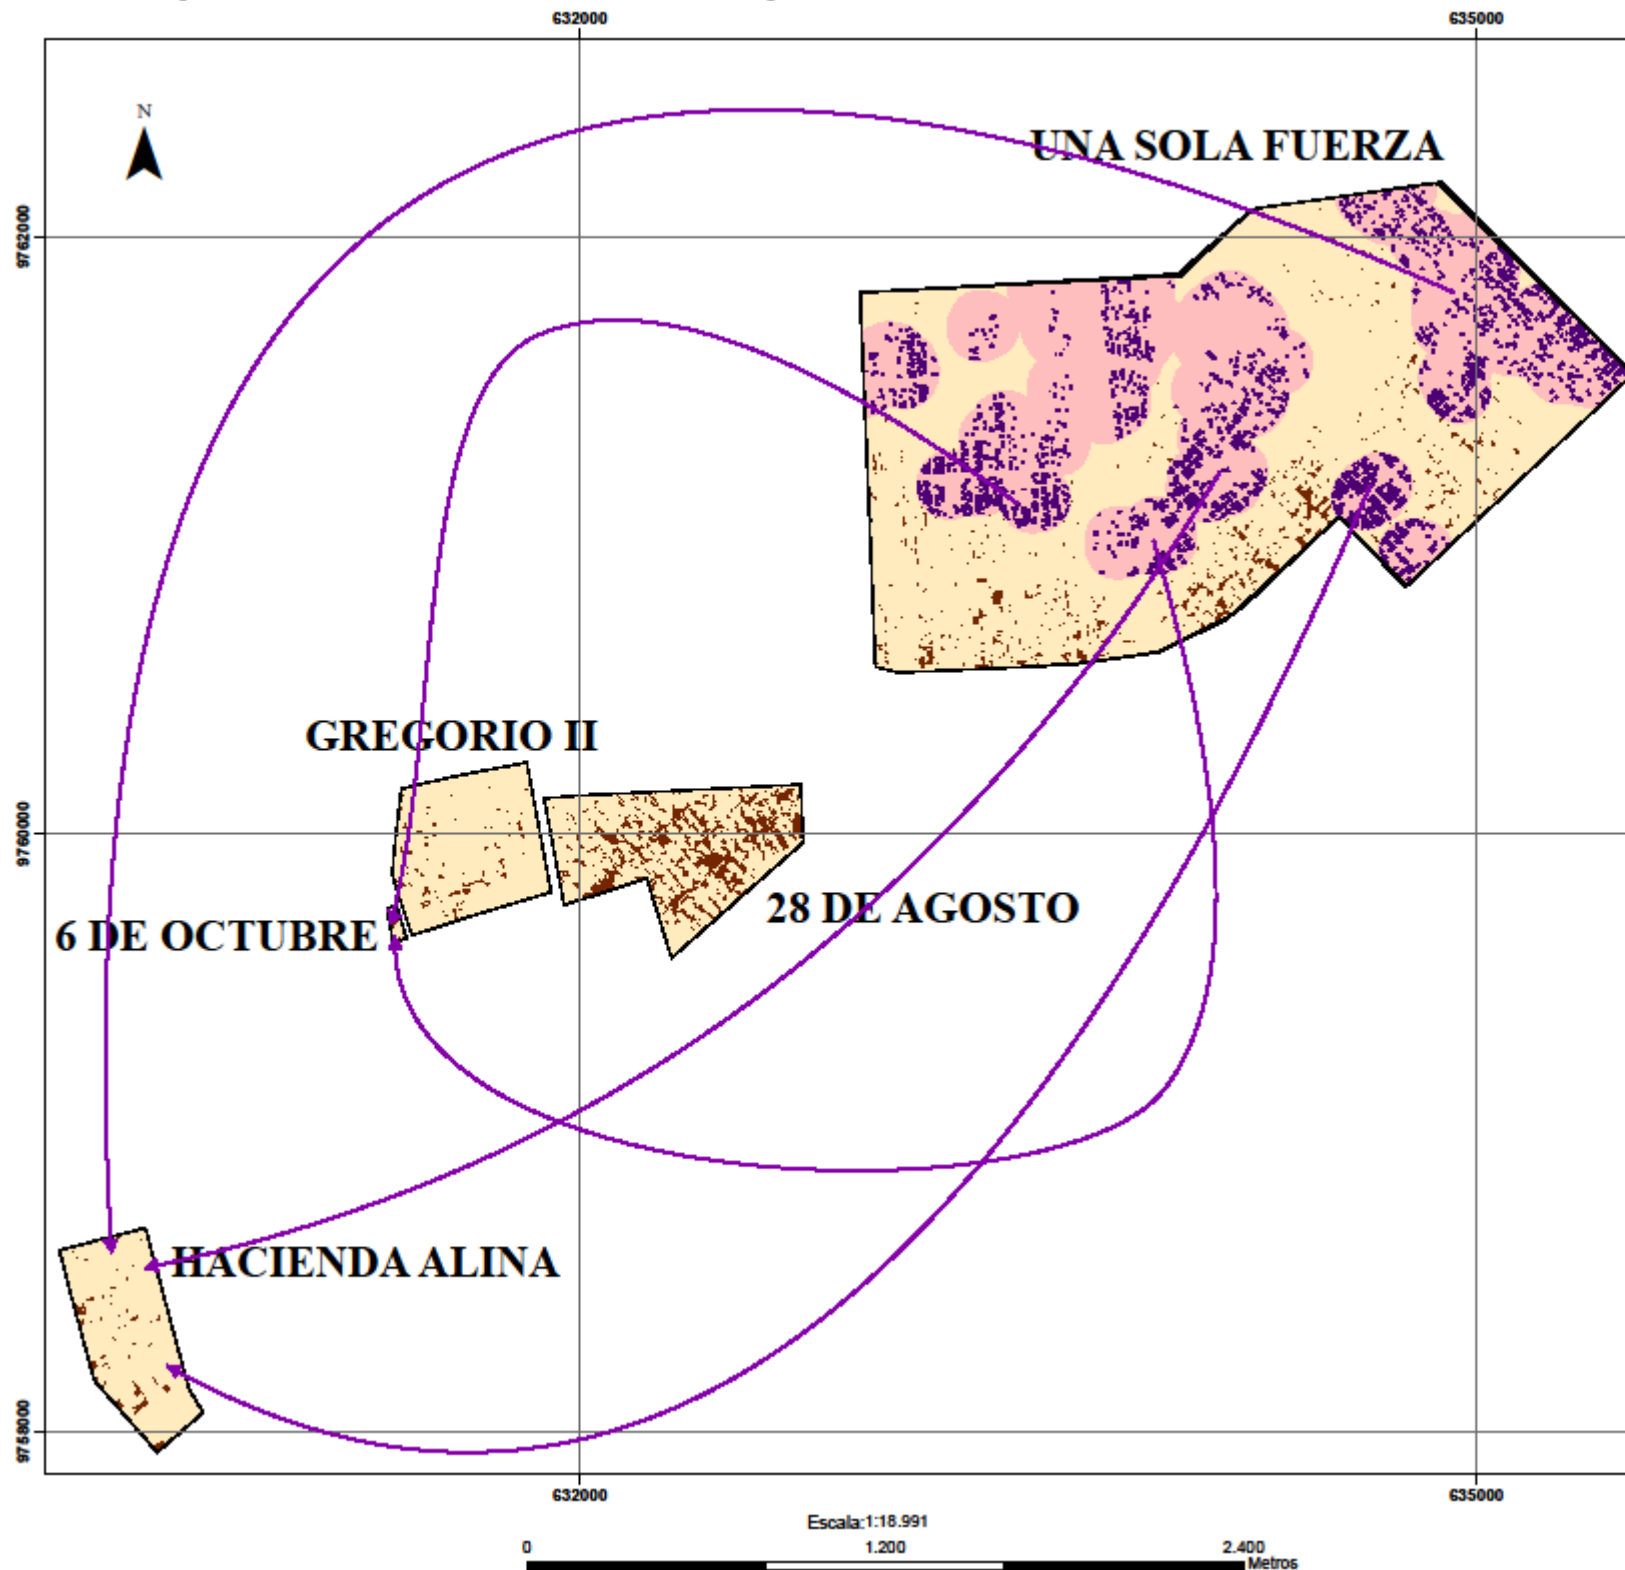 632000 635000
N
UNA SOLA FUERZA
9762000
GREGORIO II
9760000
28 DE AGOSTO
6 DE OCTUBRE
HACIENDA ALINA
9758000
632000 635000
Escala:1:18.991
0 1.200 2.400
Metros